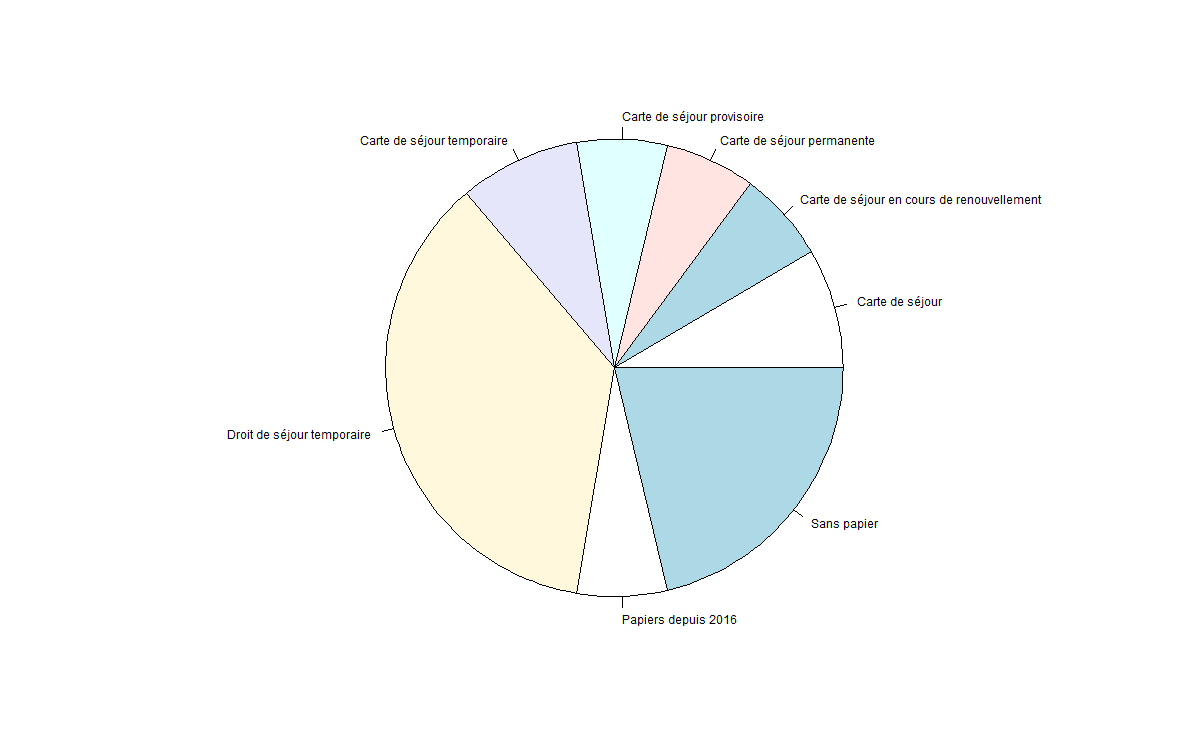 Carte de séjour provisoire
Carte de séjour temporaire
Carte de séjour permanente
Carte de séjour en cours de renouvellement
Carte de séjour
Droit de séjour temporaire
Sans papier
Papiers depuis 2016